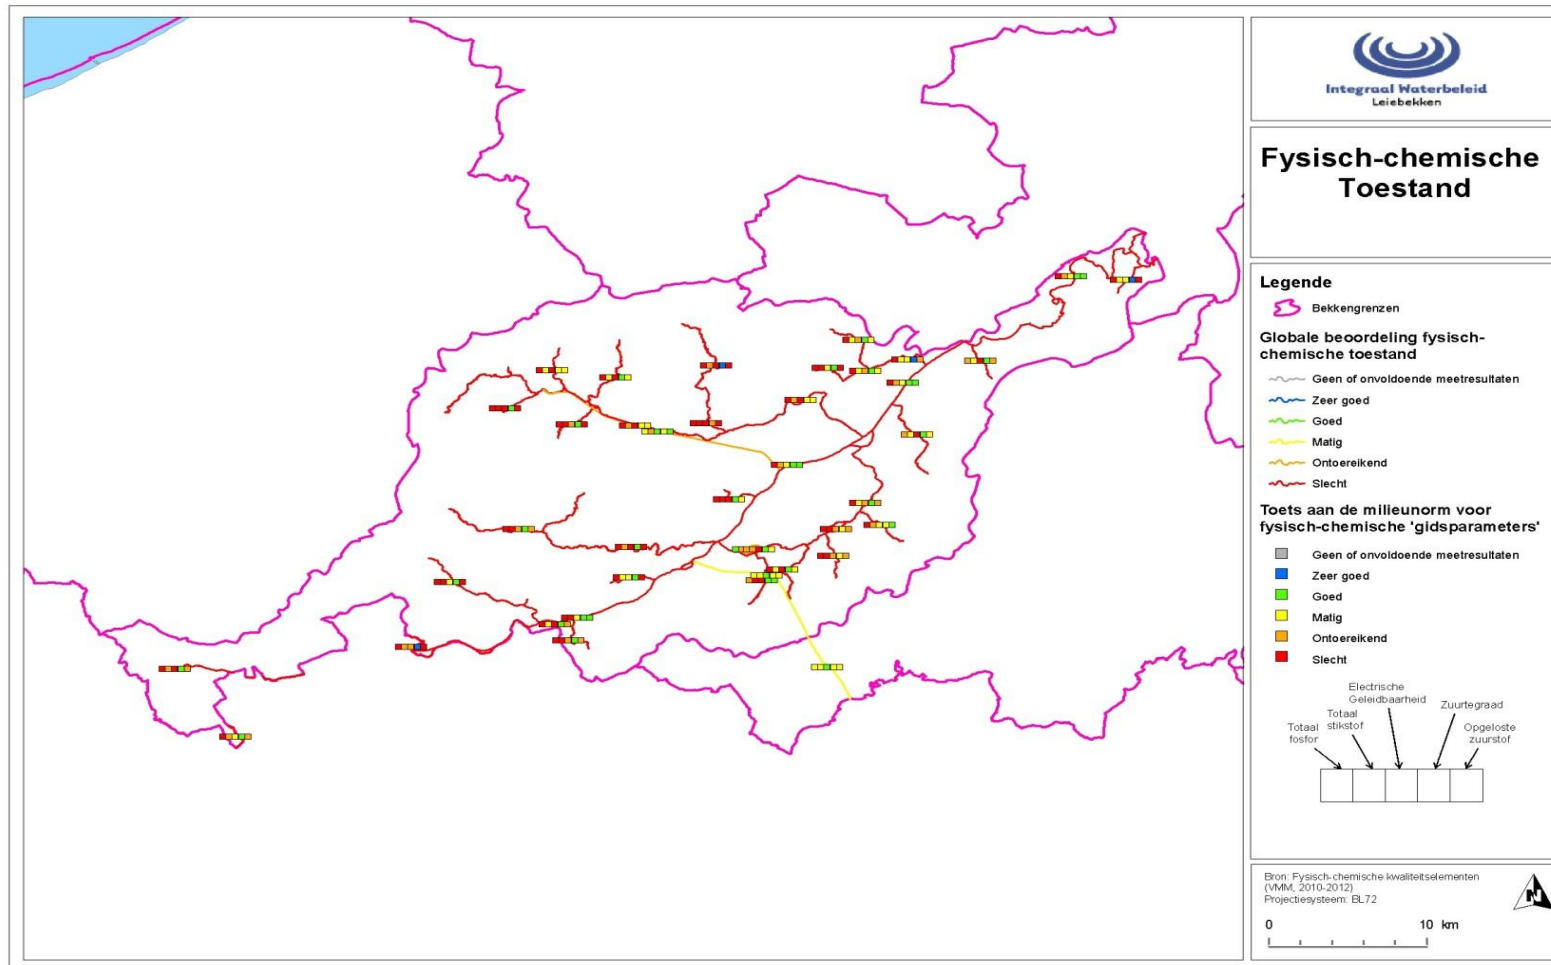 Integraal Waterbeleid
Leiebekken
Fysisch-chemische
Toestand
Legende
Bekkengrenzen
Globale beoordeling fysisch-
chemische toestand
Geen of onvoldoende meetresultaten
Zeer goed
Goed
Matig
Ontoereikend
Slecht
Toets aan de milieunorm voor
fysisch-chemische 'gidsparameters'
Geen of onvoldoende meetresultaten
Zeer goed
Goed
Matig
Ontoereikend
Slecht
Electrische
Geleidbaarheid
Zuurtegraad
Totaal
stikstof
Totaal
fosfor
Opgeloste
zuurstof
Bron: Fysisch-chemische kwaliteitselementen
(VMM, 2010-2012)
Projectiesysteem: BL72
N
0 10 km